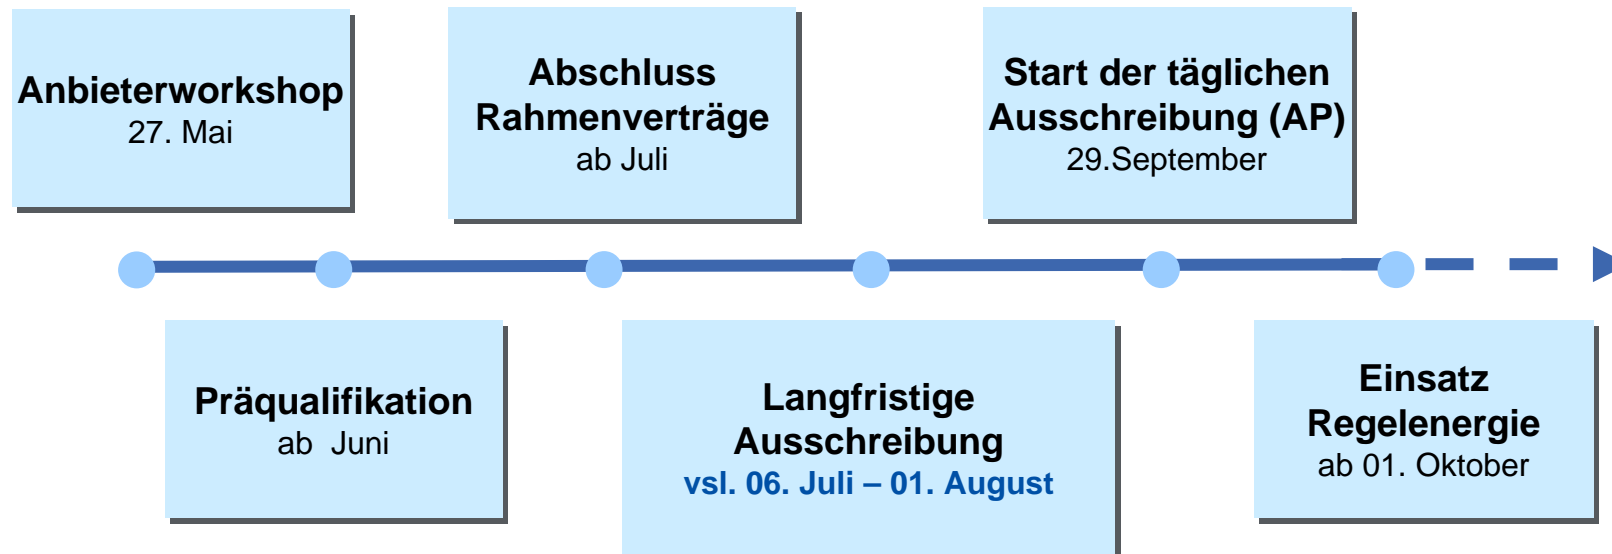 Anbieterworkshop
27. Mai
Abschluss
Rahmenverträge
ab Juli
Start der täglichen
Ausschreibung (AP)
29.September
Präqualifikation
ab Juni
Langfristige
Ausschreibung
vsl. 06. Juli – 01. August
Einsatz
Regelenergie
ab 01. Oktober